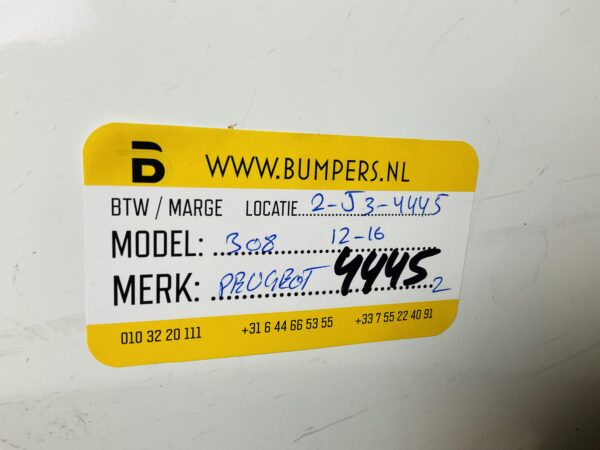 B WWW.BUMPERS.NL
BTW / MARGE LOCATIE 2-J3-4445
MODEL: 308 12-16
MERK: PEUGEOT 4445 2
010 32 20 111 +31 6 44 66 53 55 +33 7 55 22 40 91